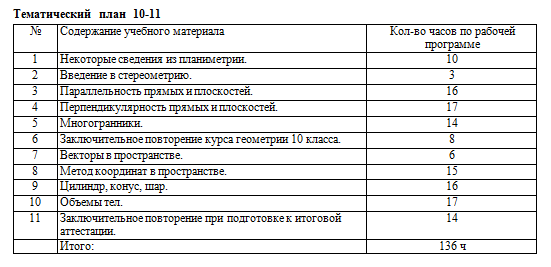 Тематический план 10-11
№ Содержание учебного материала Кол-во часов по рабочей
программе
1 Некоторые сведения из планиметрии. 10
2 Введение в стереометрию. 3
3 Параллельность прямых и плоскостей. 16
4 Перпендикулярность прямых и плоскостей. 17
5 Многогранники. 14
6 Заключительное повторение курса геометрии 10 класса. 8
7 Векторы в пространстве. 6
8 Метод координат в пространстве. 15
9 Цилиндр, конус, шар. 16
10 Объемы тел. 17
11 Заключительное повторение при подготовке к итоговой 14
аттестации.
Итого: 136 ч